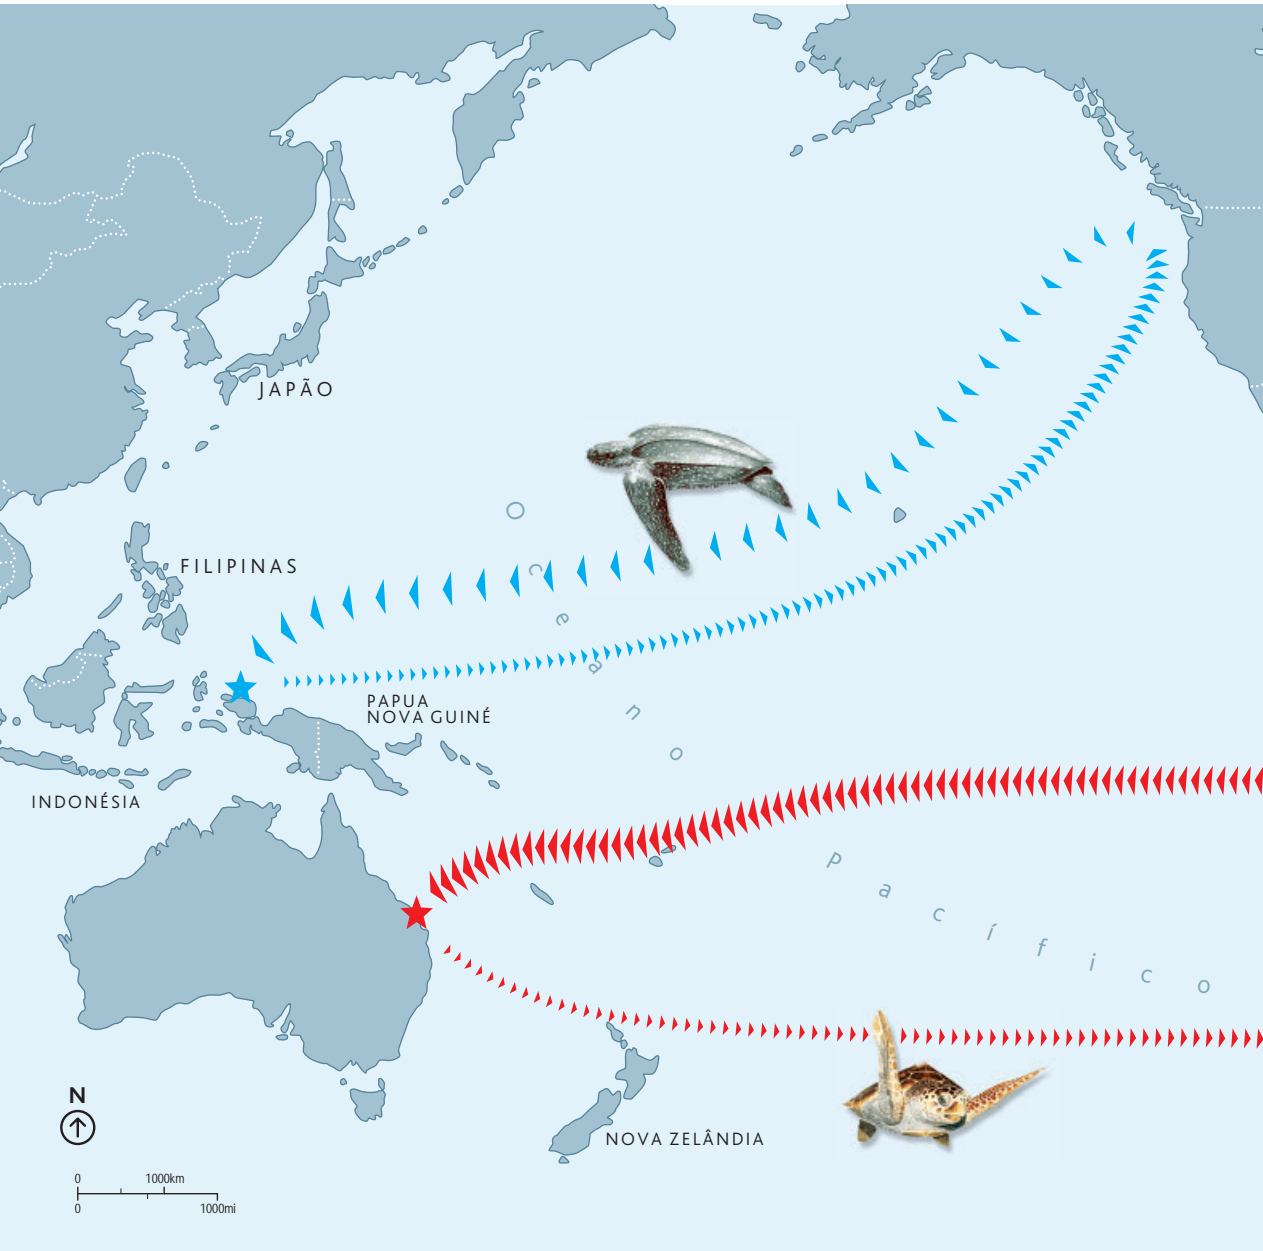 JAPÃO
FILIPINAS
Oceano
PAPUA
NOVA GUINÉ
INDONÉSIA
Pacífico
NOVA ZELÂNDIA
N
0 1000km
0 1000mi